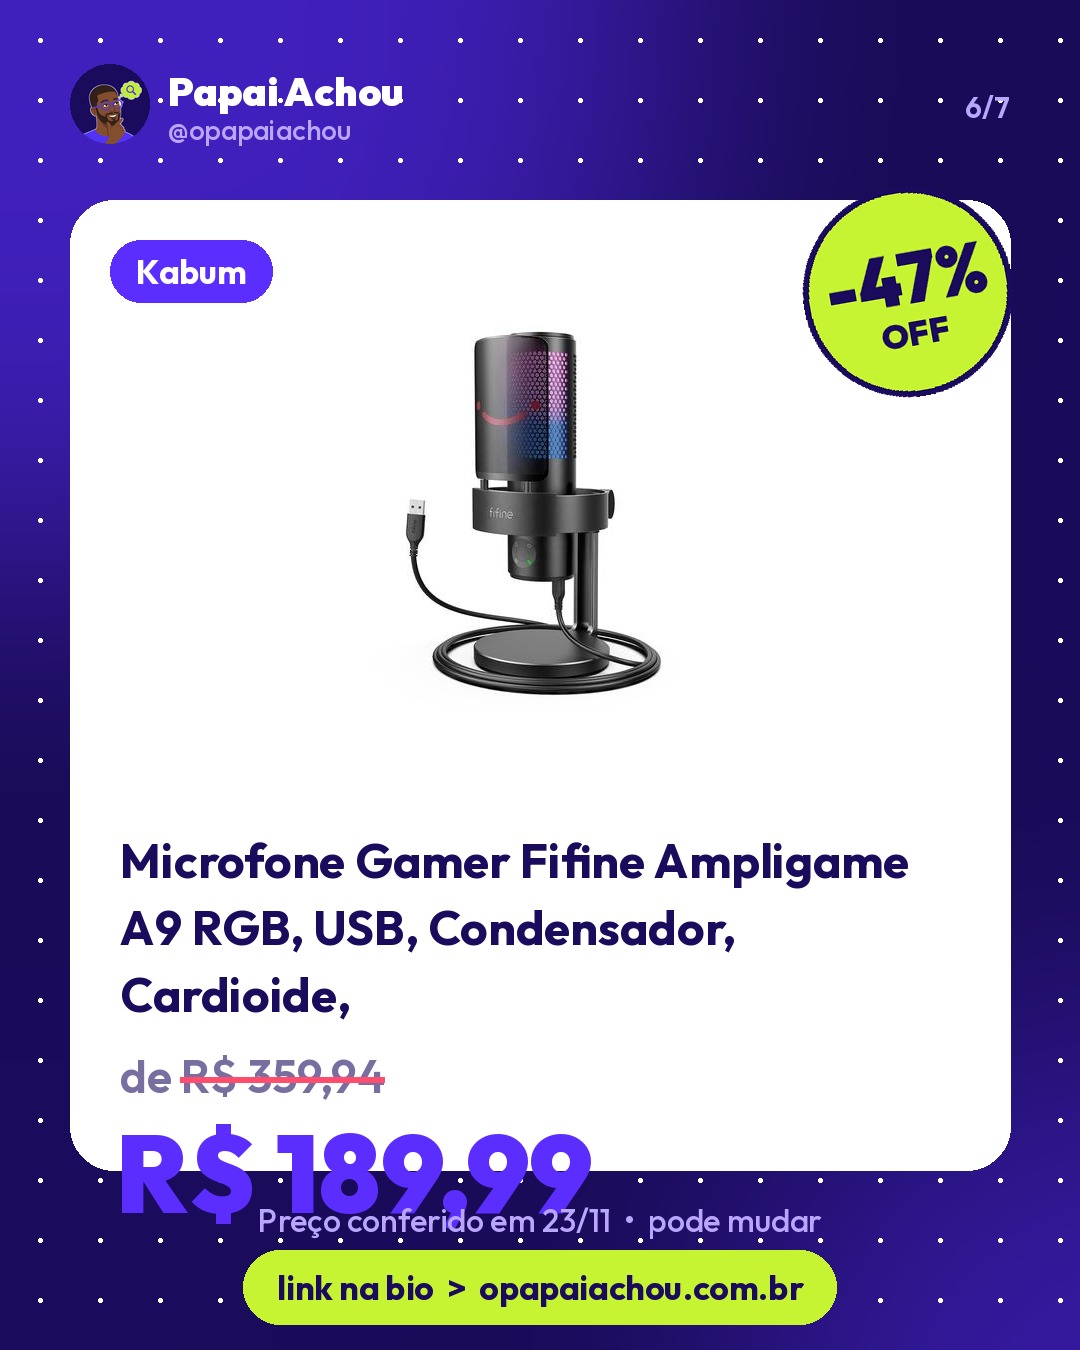 Papai Achou
@opapaiachou
6/7
Kabum
-47%
OFF
fifine
Microfone Gamer Fifine Ampligame
A9 RGB, USB, Condensador,
Cardioide,
de R$ 359,94
R$ 189,99
Preço conferido em 23/11 • pode mudar
link na bio > opapaiachou.com.br